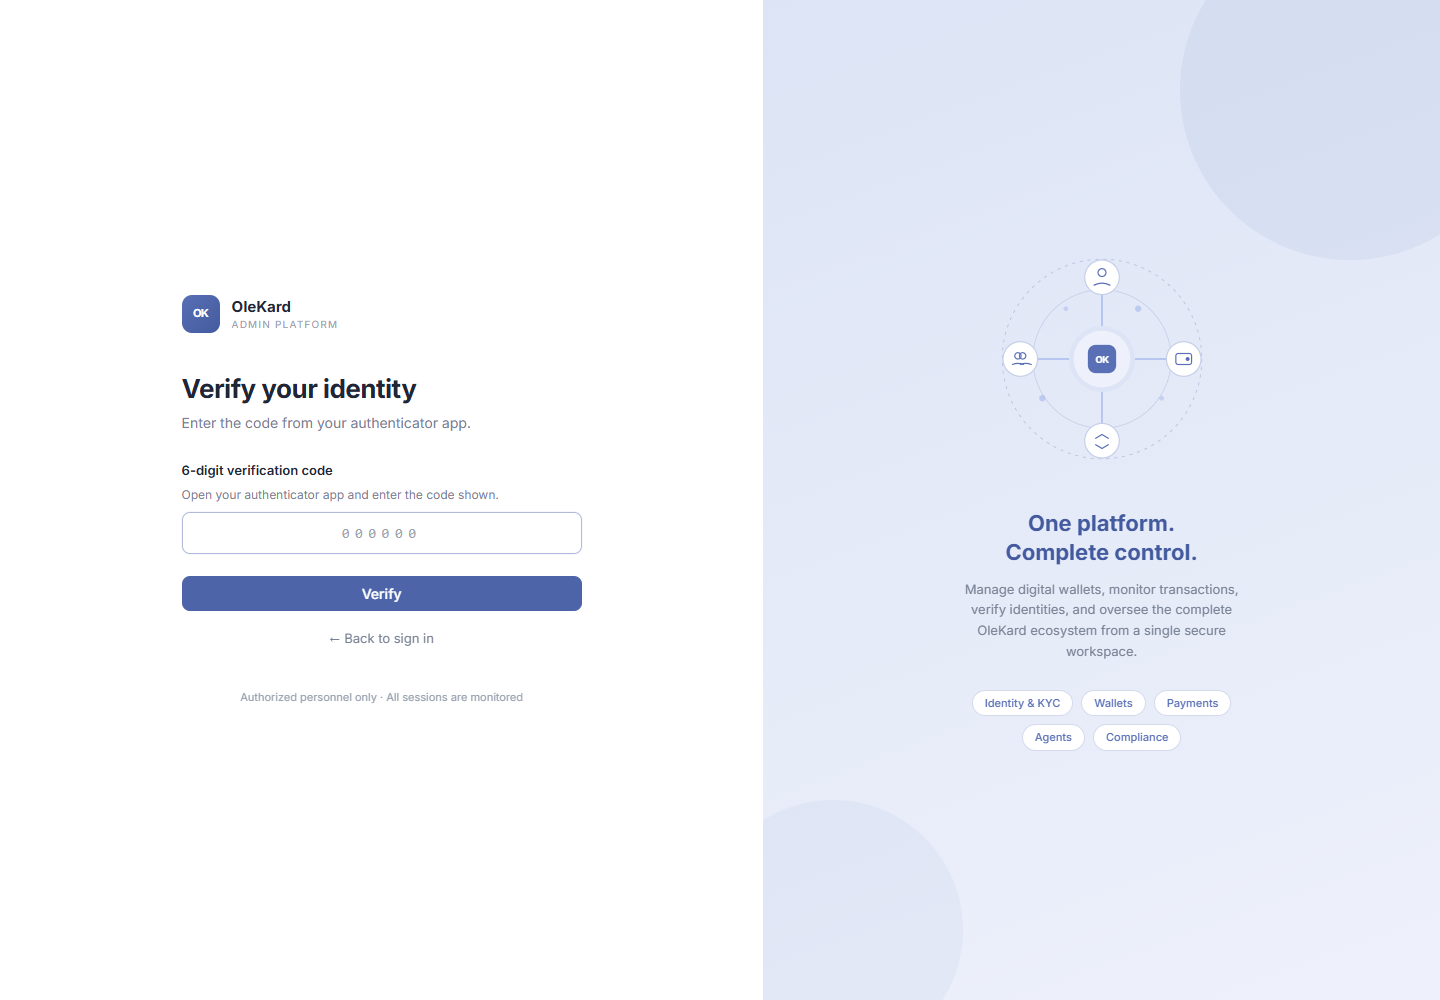 OK
OleKard
ADMIN PLATFORM
Verify your identity
Enter the code from your authenticator app.
6-digit verification code
Open your authenticator app and enter the code shown.
000000
Verify
← Back to sign in
Authorized personnel only · All sessions are monitored
OK
One platform.
Complete control.
Manage digital wallets, monitor transactions,
verify identities, and oversee the complete
OleKard ecosystem from a single secure
workspace.
Identity & KYC
Wallets
Payments
Agents
Compliance